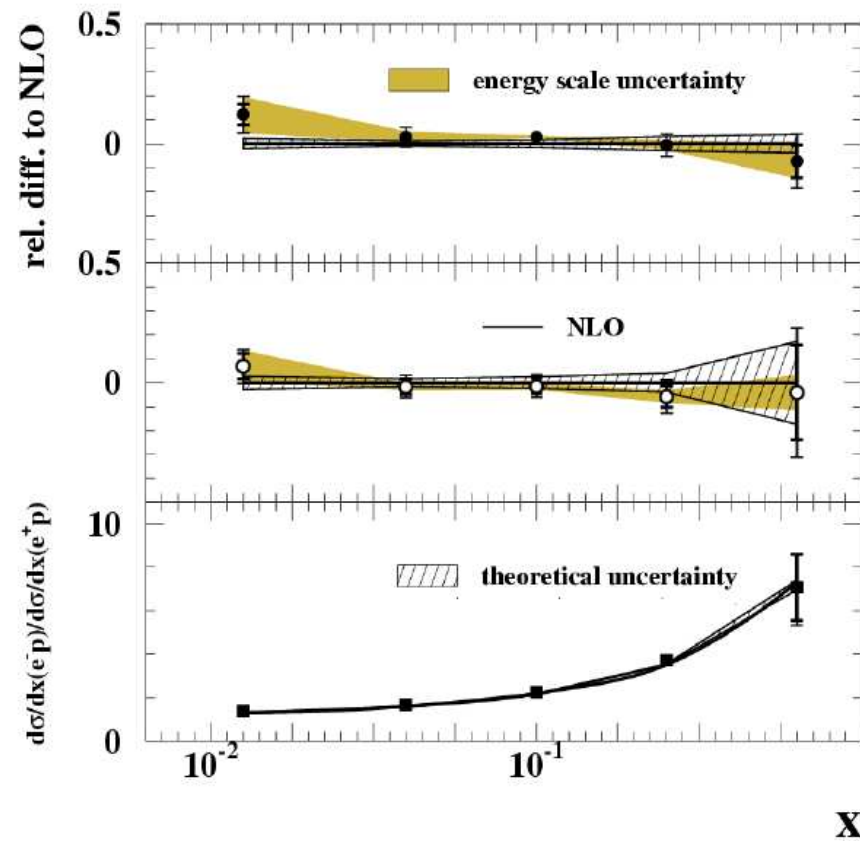 0.5
energy scale uncertainty
0
rel. diff. to NLO
0.5
NLO
0
10
theoretical uncertainty
dσ/dx(e⁻p)/dσ/dx(e⁺p)
0
10⁻² 10⁻¹
x